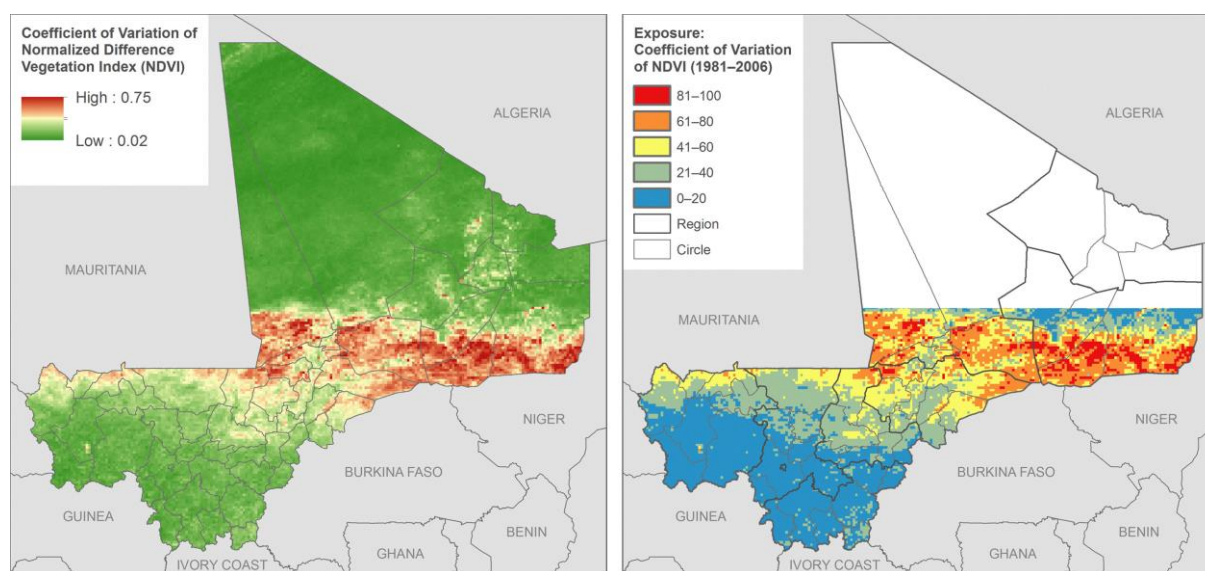 Coefficient of Variation of
Normalized Difference
Vegetation Index (NDVI)
High : 0.75
Low : 0.02
ALGERIA
MAURITANIA
NIGER
BURKINA FASO
GUINEA
BENIN
GHANA
IVORY COAST
Exposure:
Coefficient of Variation
of NDVI (1981–2006)
81–100
61–80
41–60
21–40
0–20
Region
Circle
ALGERIA
MAURITANIA
NIGER
BURKINA FASO
GUINEA
BENIN
GHANA
IVORY COAST